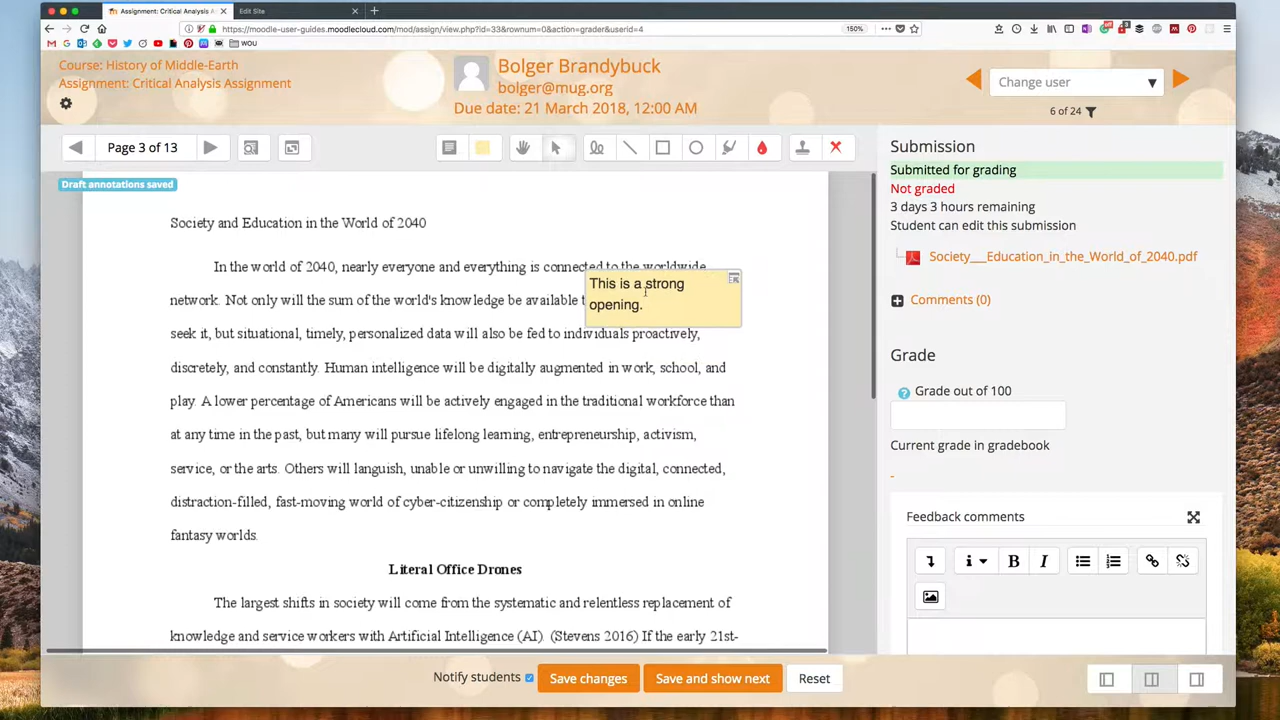 Assignment: Critical Analysis A
Edit Site
https://moodle-user-guides.moodlecloud.com/mod/assign/view.php?id=33&rownum=0&action=grader&userid=4
150%
WOU
Course: History of Middle-Earth
Assignment: Critical Analysis Assignment
Bolger Brandybuck
bolger@mug.org
Due date: 21 March 2018, 12:00 AM
Change user
6 of 24
Page 3 of 13
Draft annotations saved
Society and Education in the World of 2040
In the world of 2040, nearly everyone and everything is connected to the worldwide
network. Not only will the sum of the world's knowledge be available
seek it, but situational, timely, personalized data will also be fed to individuals proactively,
discretely, and constantly. Human intelligence will be digitally augmented in work, school, and
play. A lower percentage of Americans will be actively engaged in the traditional workforce than
at any time in the past, but many will pursue lifelong learning, entrepreneurship, activism,
service, or the arts. Others will languish, unable or unwilling to navigate the digital, connected,
distraction-filled, fast-moving world of cyber-citizenship or completely immersed in online
fantasy worlds.
Literal Office Drones
The largest shifts in society will come from the systematic and relentless replacement of
knowledge and service workers with Artificial Intelligence (AI). (Stevens 2016) If the early 21st-
This is a strong
opening.
Submission
Submitted for grading
Not graded
3 days 3 hours remaining
Student can edit this submission
Society___Education_in_the_World_of_2040.pdf
Comments (0)
Grade
Grade out of 100
Current grade in gradebook
-
Feedback comments
B I
Notify students
Save changes
Save and show next
Reset